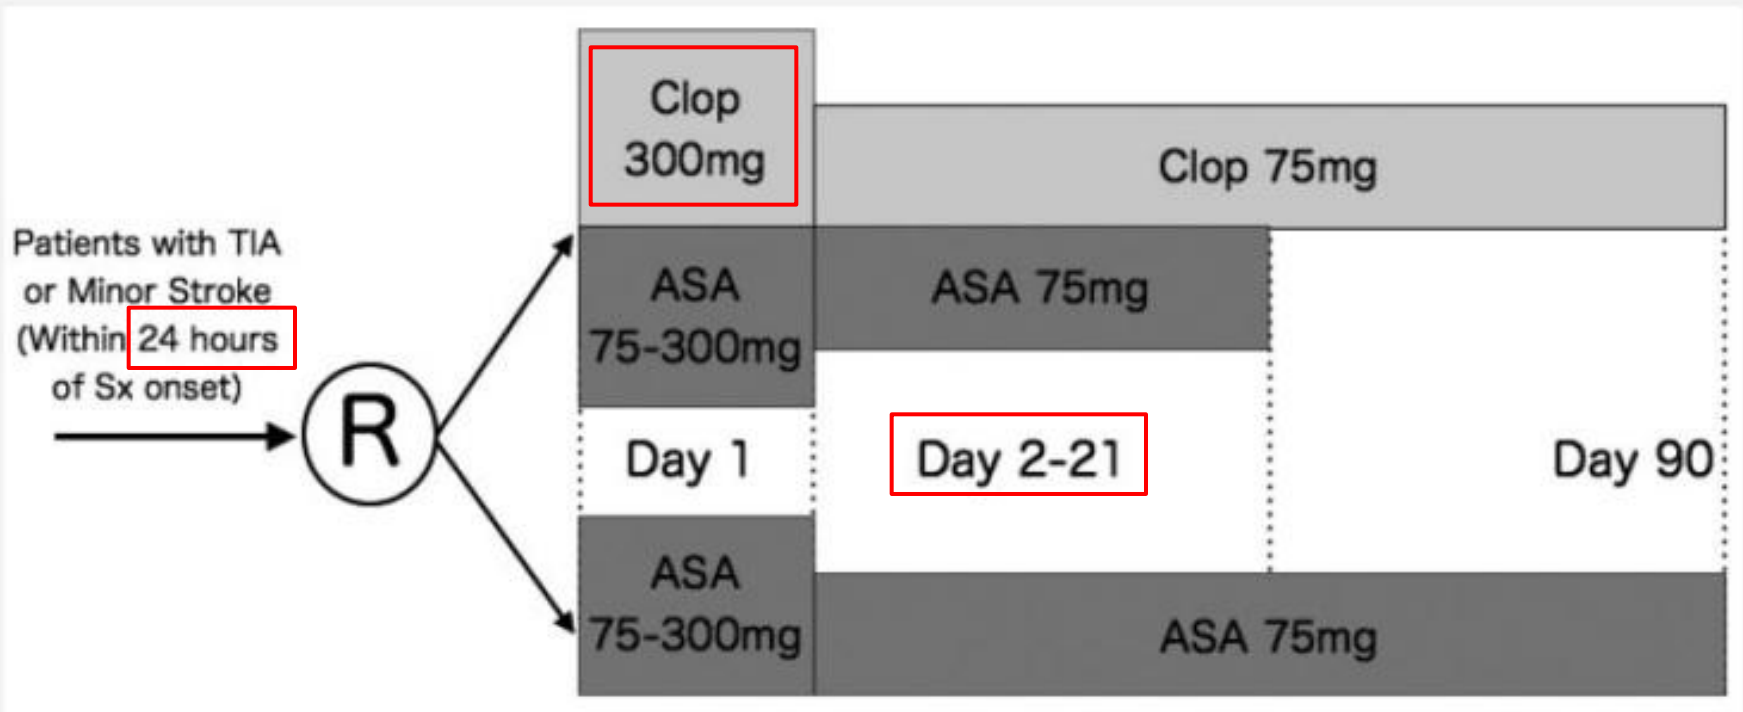 Patients with TIA
or Minor Stroke
(Within 24 hours
of Sx onset)
R
Clop
300mg
Clop 75mg
ASA
75-300mg
ASA 75mg
Day 1
Day 2-21
Day 90
ASA
75-300mg
ASA 75mg